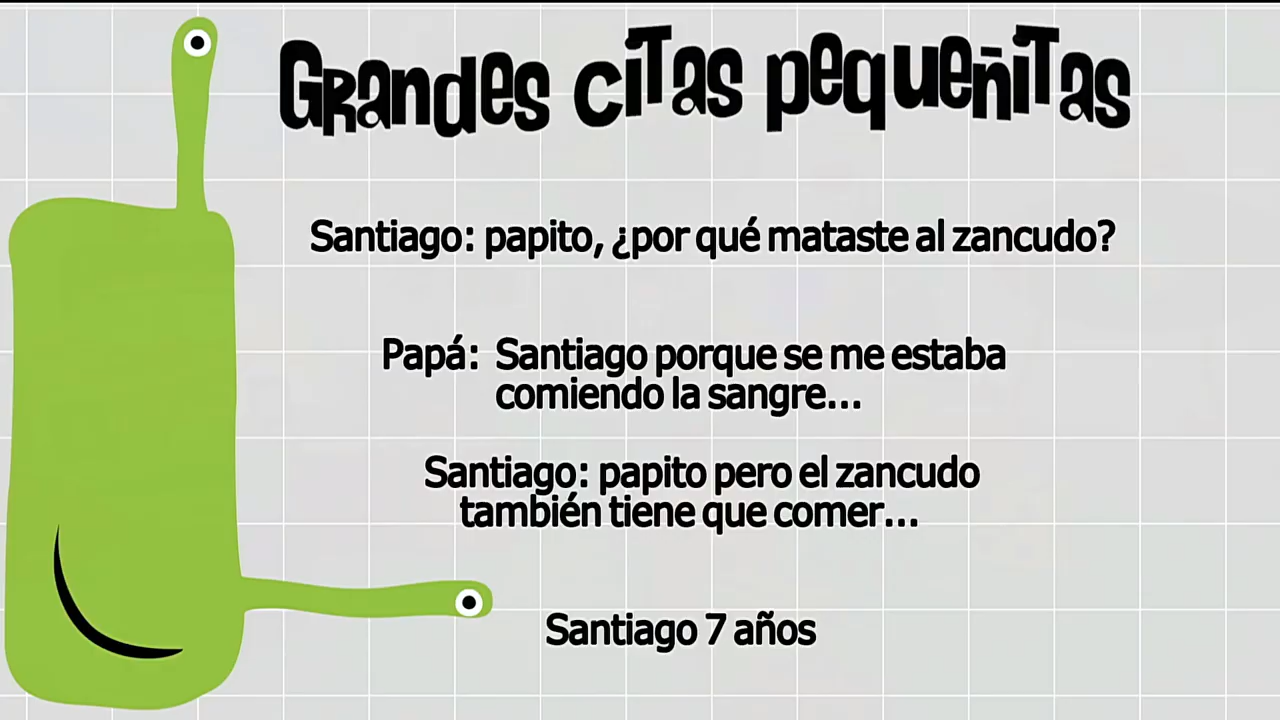 Grandes citas pequeñitas
Santiago: papito, ¿por qué mataste al zancudo?
Papá: Santiago porque se me estaba
comiendo la sangre...
Santiago: papito pero el zancudo
también tiene que comer...
Santiago 7 años